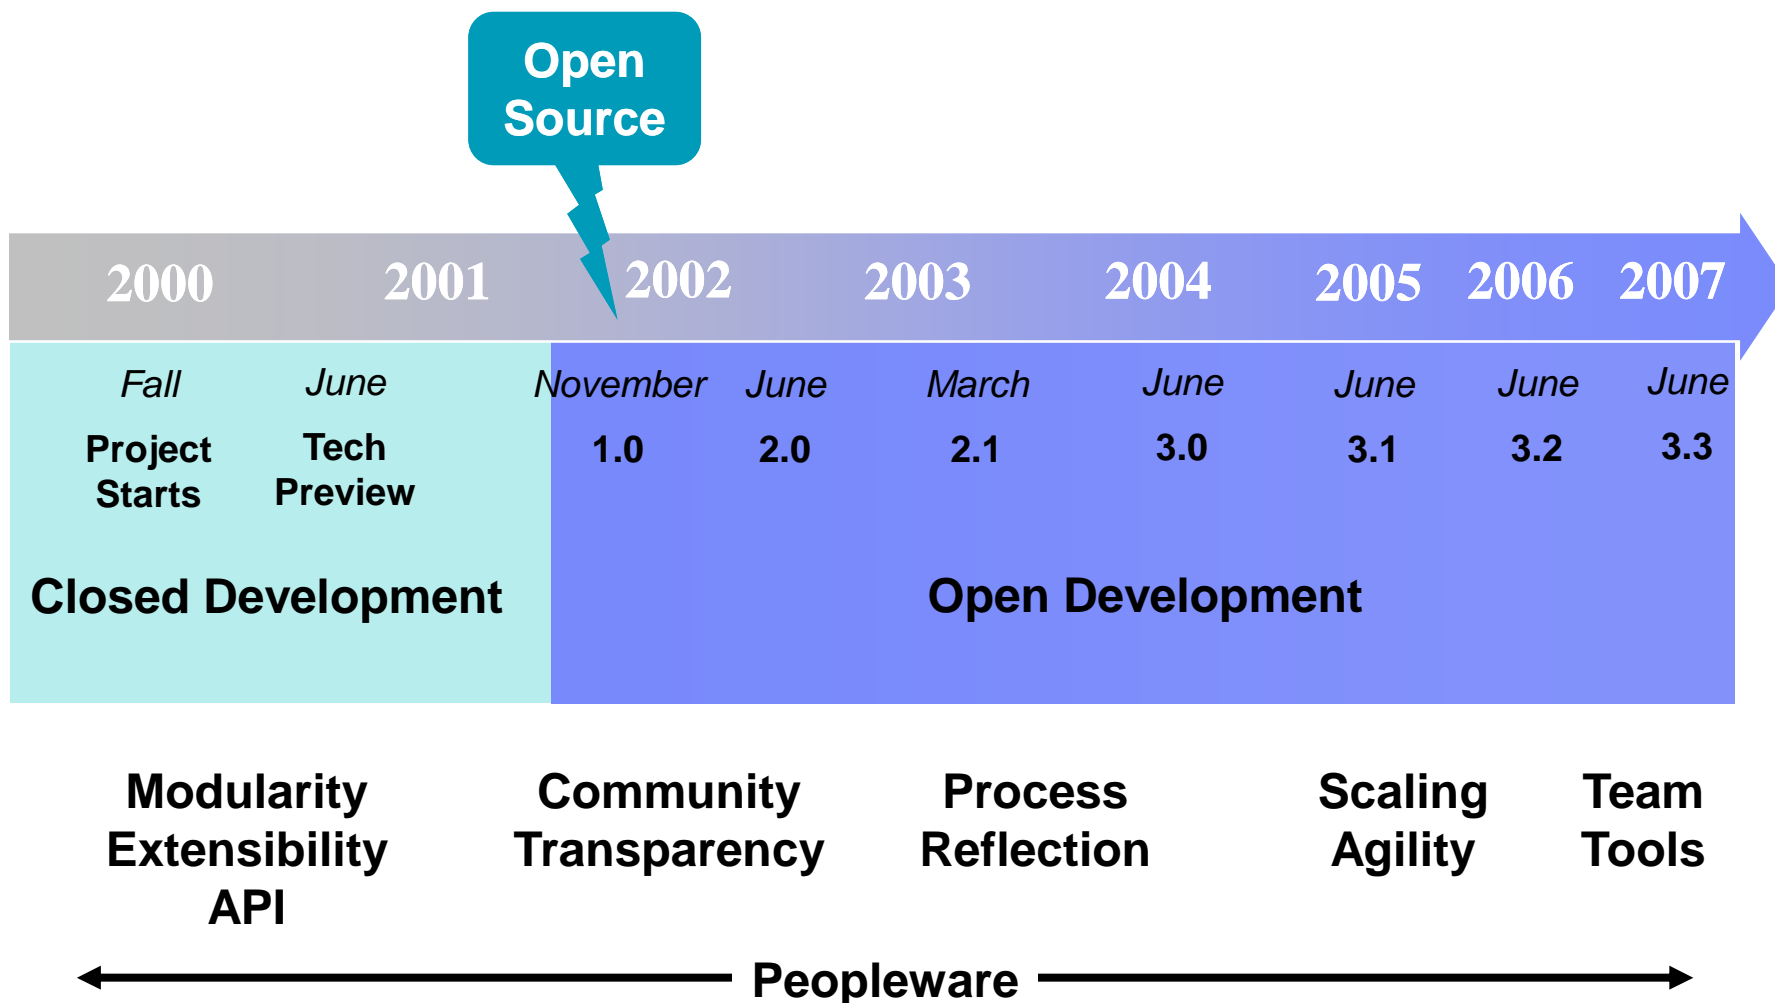 Open
Source
2000 2001 2002 2003 2004 2005 2006 2007
Fall June November June March June June June June
Project Starts Tech Preview 1.0 2.0 2.1 3.0 3.1 3.2 3.3
Closed Development Open Development
Modularity Community Process Scaling Team
Extensibility Transparency Reflection Agility Tools
API
Peopleware